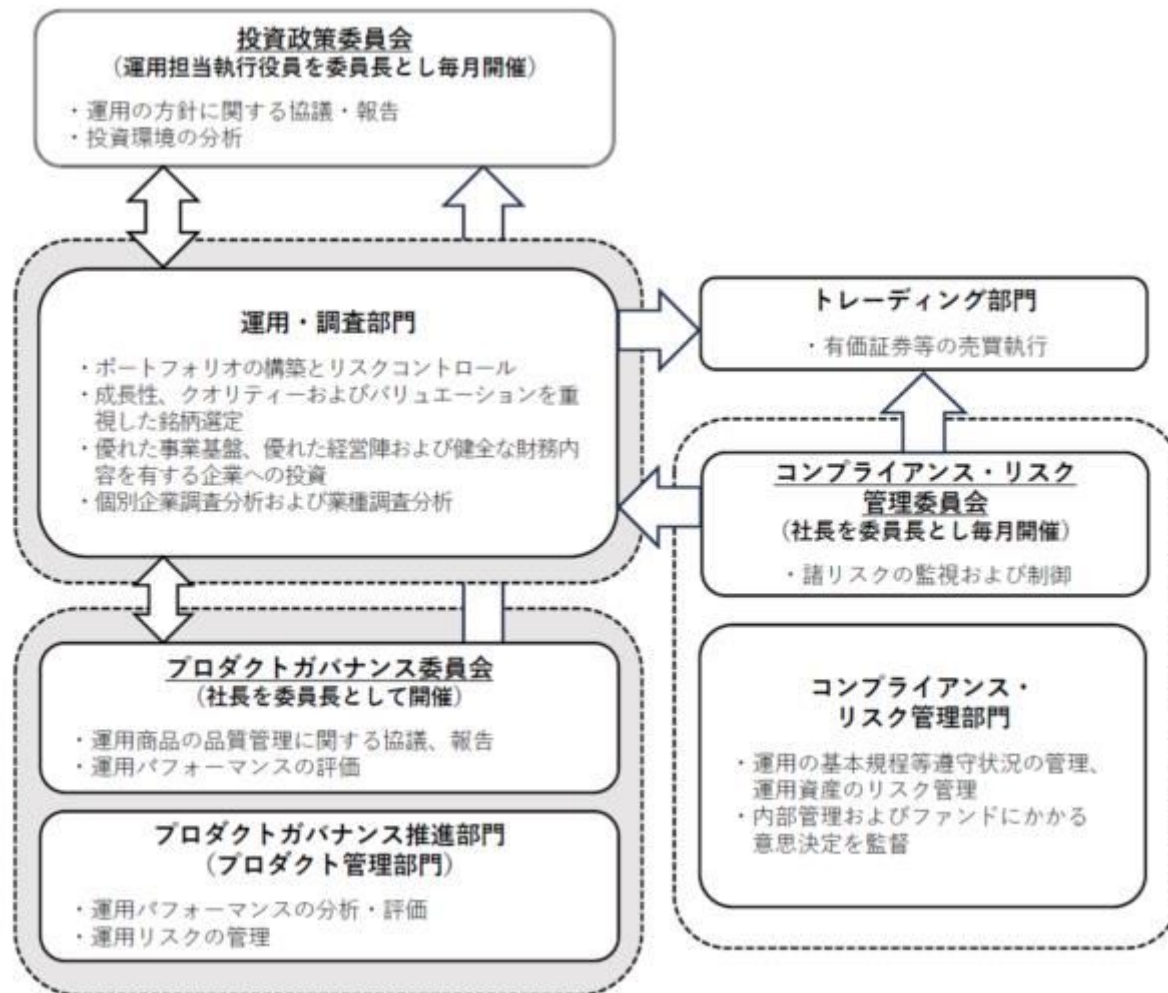 投資政策委員会
（運用担当執行役員を委員長とし毎月開催）
・運用の方針に関する協議・報告
・投資環境の分析
運用・調査部門
・ポートフォリオの構築とリスクコントロール
・成長性、クオリティーおよびバリュエーションを重
視した銘柄選定
・優れた事業基盤、優れた経営陣および健全な財務内
容を有する企業への投資
・個別企業調査分析および業種調査分析
トレーディング部門
・有価証券等の売買執行
コンプライアンス・リスク
管理委員会
（社長を委員長とし毎月開催）
・諸リスクの監視および制御
プロダクトガバナンス委員会
（社長を委員長として開催）
・運用商品の品質管理に関する協議、報告
・運用パフォーマンスの評価
プロダクトガバナンス推進部門
（プロダクト管理部門）
・運用パフォーマンスの分析・評価
・運用リスクの管理
コンプライアンス・
リスク管理部門
・運用の基本規程等遵守状況の管理、
運用資産のリスク管理
・内部管理およびファンドにかかる
意思決定を監督